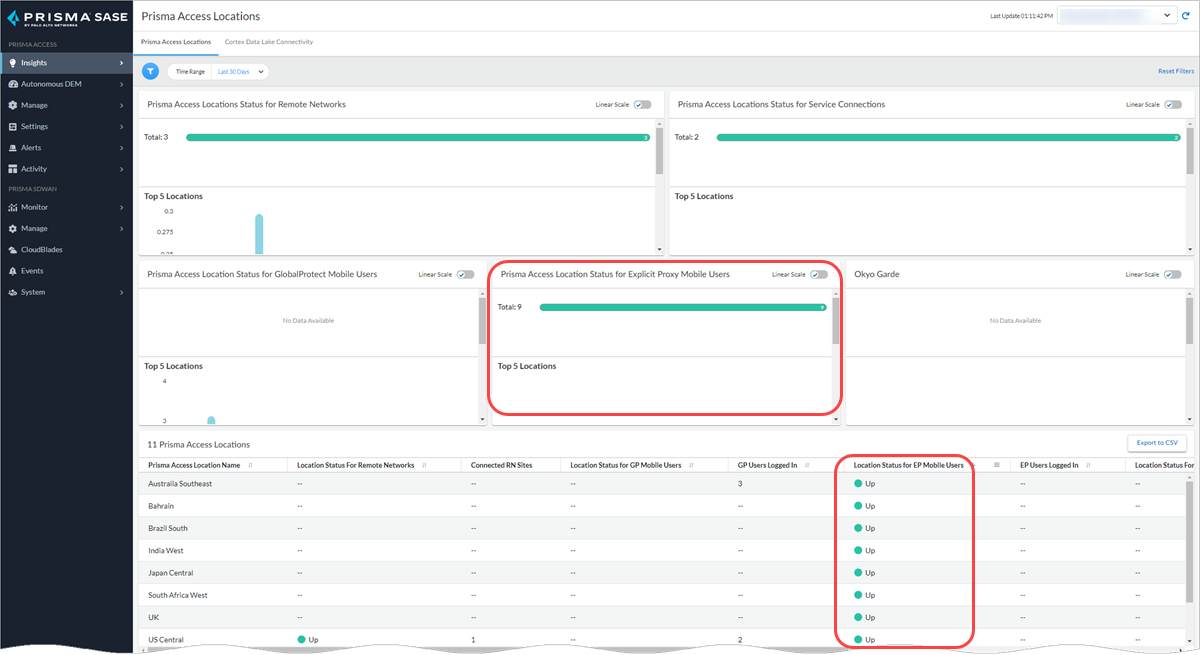 PRISMA SASE
BY PALO ALTO NETWORKS
Prisma Access Locations
Last Update 01:11:42 PM
PRISMA ACCESS
Insights
Autonomous DEM
Manage
Settings
Alerts
Activity
PRISMA SDWAN
Monitor
Manage
CloudBlades
Events
System
Prisma Access Locations
Cortex Data Lake Connectivity
Time Range
Last 30 Days
Reset Filters
Prisma Access Locations Status for Remote Networks
Linear Scale
Total: 3
3
Top 5 Locations
0.3
0.275
0.25
Prisma Access Locations Status for Service Connections
Linear Scale
Total: 2
2
Top 5 Locations
Prisma Access Location Status for GlobalProtect Mobile Users
Linear Scale
No Data Available
Top 5 Locations
4
3
Prisma Access Location Status for Explicit Proxy Mobile Users
Linear Scale
Total: 9
9
Top 5 Locations
Okyo Garde
Linear Scale
No Data Available
11 Prisma Access Locations
Export to CSV
Prisma Access Location Name Location Status For Remote Networks Connected RN Sites Location Status for GP Mobile Users GP Users Logged In Location Status for EP Mobile Users EP Users Logged In Location Status For
Austraila Southeast -- -- -- 3 Up -- --
Bahrain -- -- -- -- Up -- --
Brazil South -- -- -- -- Up -- --
India West -- -- -- -- Up -- --
Japan Central -- -- -- -- Up -- --
South Africa West -- -- -- -- Up -- --
UK -- -- -- -- Up -- --
US Central Up 1 -- 2 Up -- --